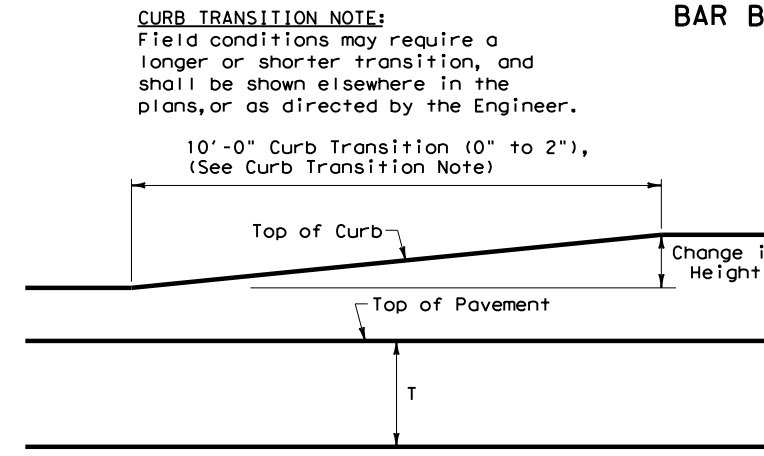 CURB TRANSITION NOTE:
Field conditions may require a
longer or shorter transition, and
shall be shown elsewhere in the
plans, or as directed by the Engineer.
BAR B
10'-0" Curb Transition (0" to 2"),
(See Curb Transition Note)
Top of Curb
Change i
Height
Top of Pavement
T